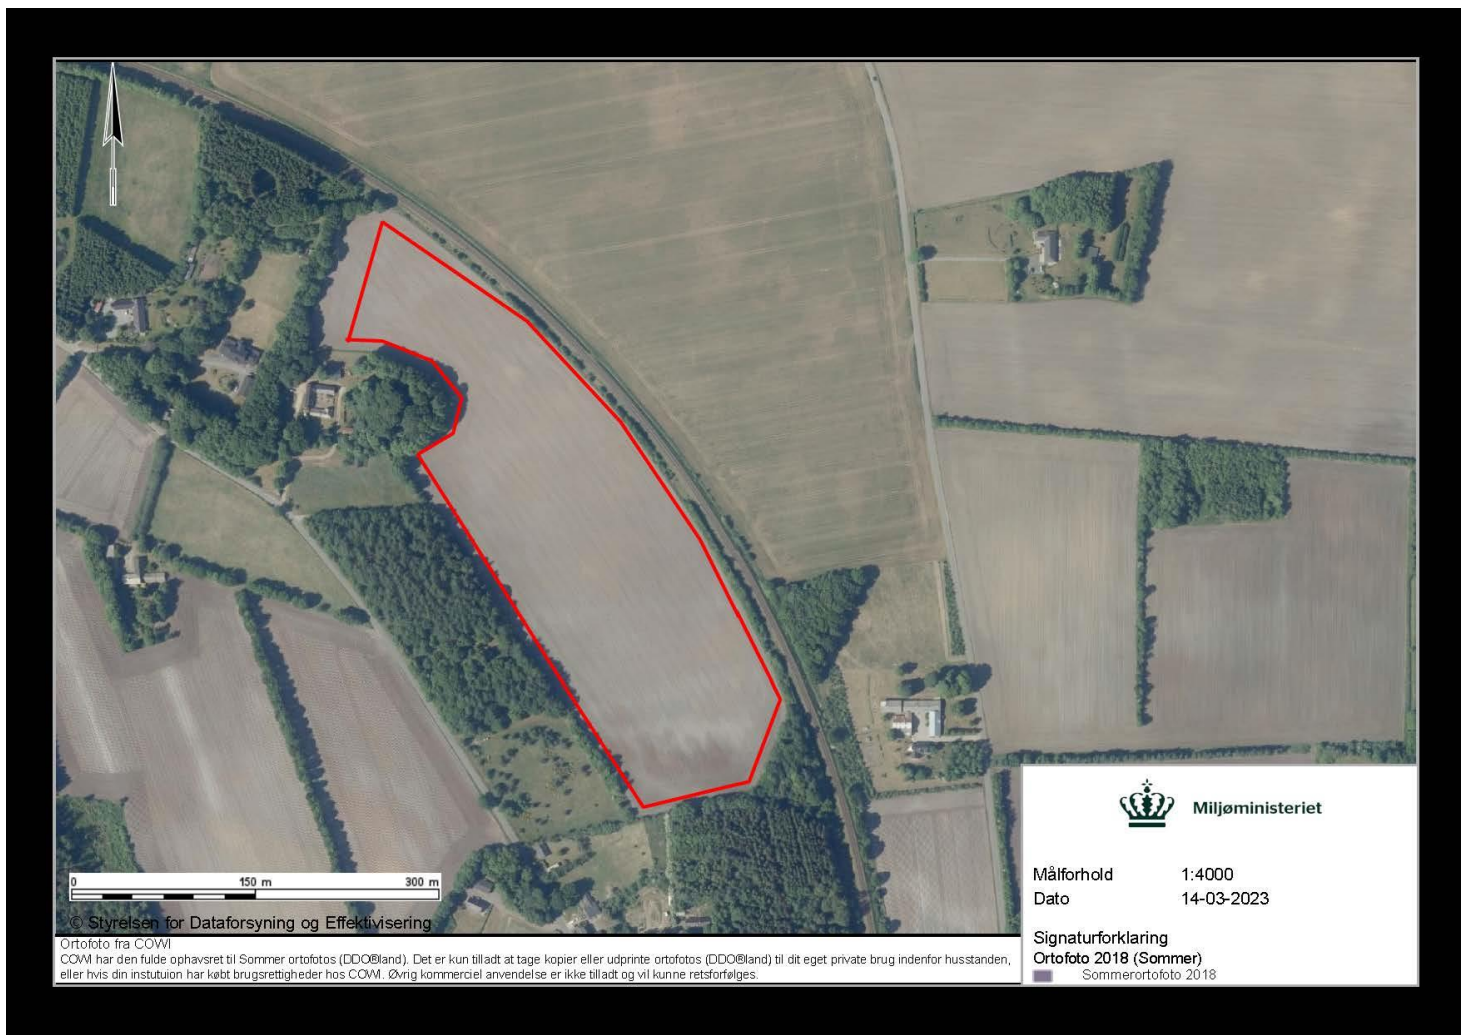 0 150 m 300 m
© Styrelsen for Dataforsyning og Effektivisering
Ortofoto fra COWI
COWI har den fulde ophavsret til Sommer ortofotos (DDO®land). Det er kun tilladt at tage kopier eller udprinte ortofotos (DDO®land) til dit eget private brug indenfor husstanden,
eller hvis din instutuion har købt brugsrettigheder hos COWI. Øvrig kommerciel anvendelse er ikke tilladt og vil kunne retsforfølges.
Miljøministeriet
Målforhold 1:4000
Dato 14-03-2023
Signaturforklaring
Ortofoto 2018 (Sommer)
Sommerortofoto 2018